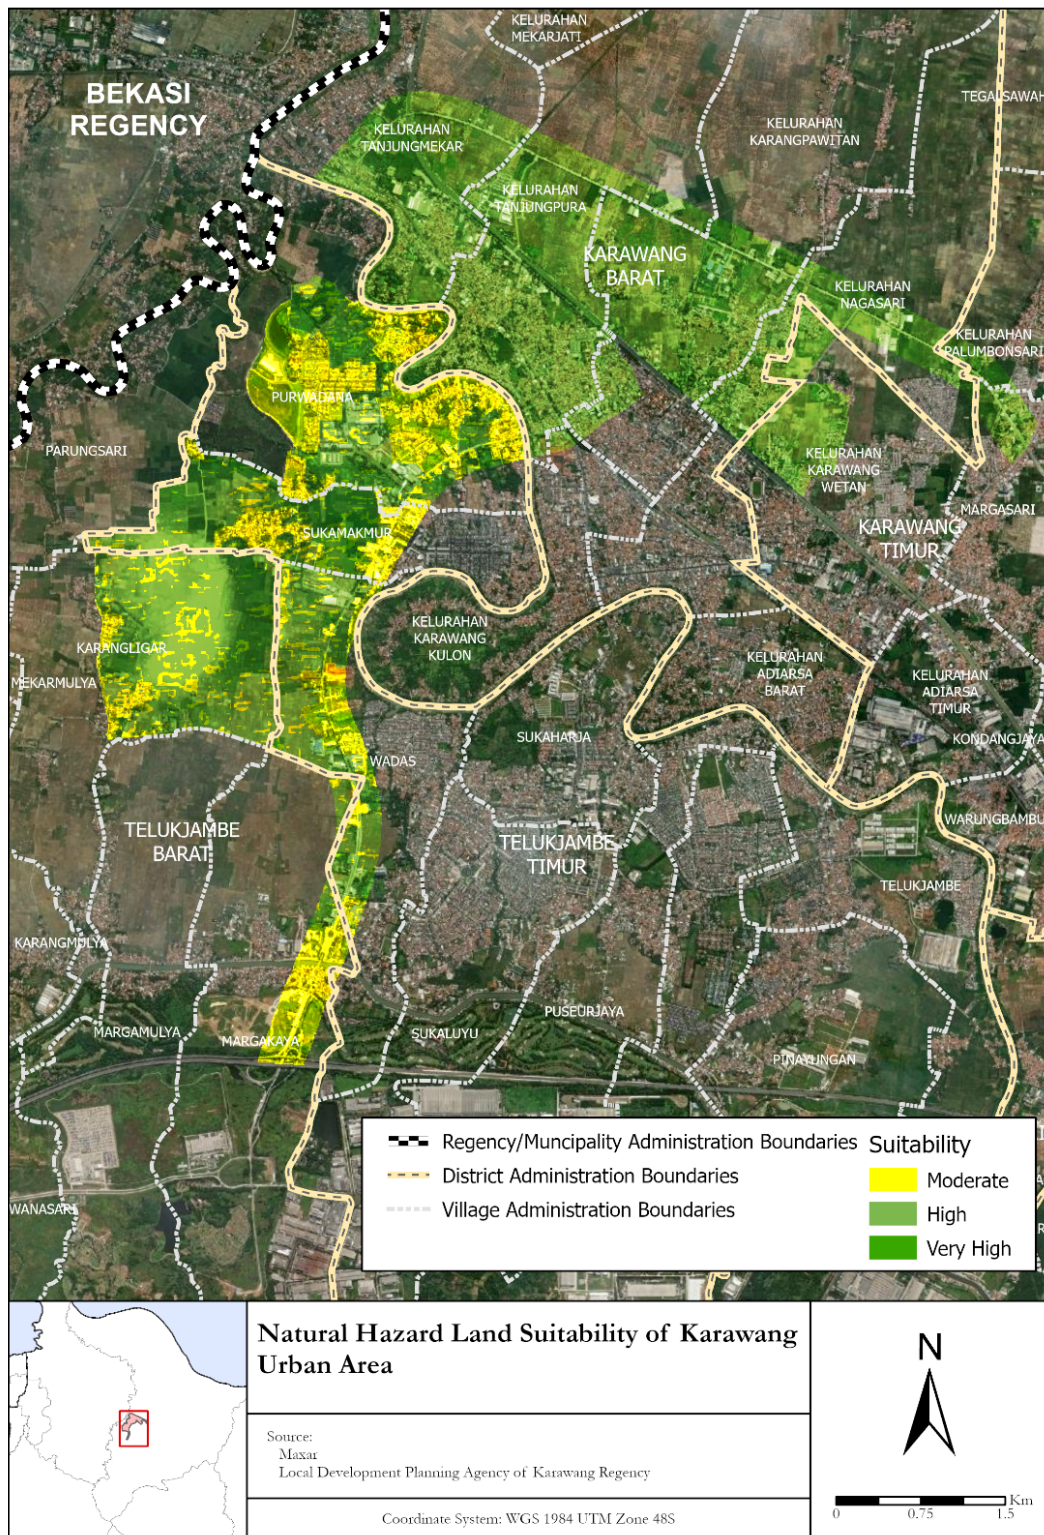 KELURAHAN
MEKARJATI
BEKASI
REGENCY
TEGALSAWAH
KELURAHAN
TANJUNGMEKAR
KELURAHAN
KARANGPAWITAN
KELURAHAN
TANJUNGPURA
KARAWANG
BARAT
KELURAHAN
NAGASARI
KELURAHAN
PALUMBONSARI
PURWADANA
PARUNGSARI
KELURAHAN
KARAWANG
WETAN
MARGASARI
KARAWANG
TIMUR
SUKAMAKMUR
KELURAHAN
KARAWANG
KULON
KARANGLIGAR
MEKARMULYA
KELURAHAN
ADIARSA
BARAT
KELURAHAN
ADIARSA
TIMUR
SUKAHARJA
KONDANGJAYA
WADAS
TELUKJAMBE
BARAT
TELUKJAMBE
TIMUR
WARUNGBAMBU
TELUKJAMBE
KARANGMULYA
MARGAMULYA
MARGAKAYA
SUKALUYU
PUSEURJAYA
PINAYUNGAN
WANASARI
Regency/Muncipality Administration Boundaries
District Administration Boundaries
Village Administration Boundaries
Suitability
Moderate
High
Very High
Natural Hazard Land Suitability of Karawang
Urban Area
Source:
Maxar
Local Development Planning Agency of Karawang Regency
Coordinate System: WGS 1984 UTM Zone 48S
N
Km
0 0.75 1.5